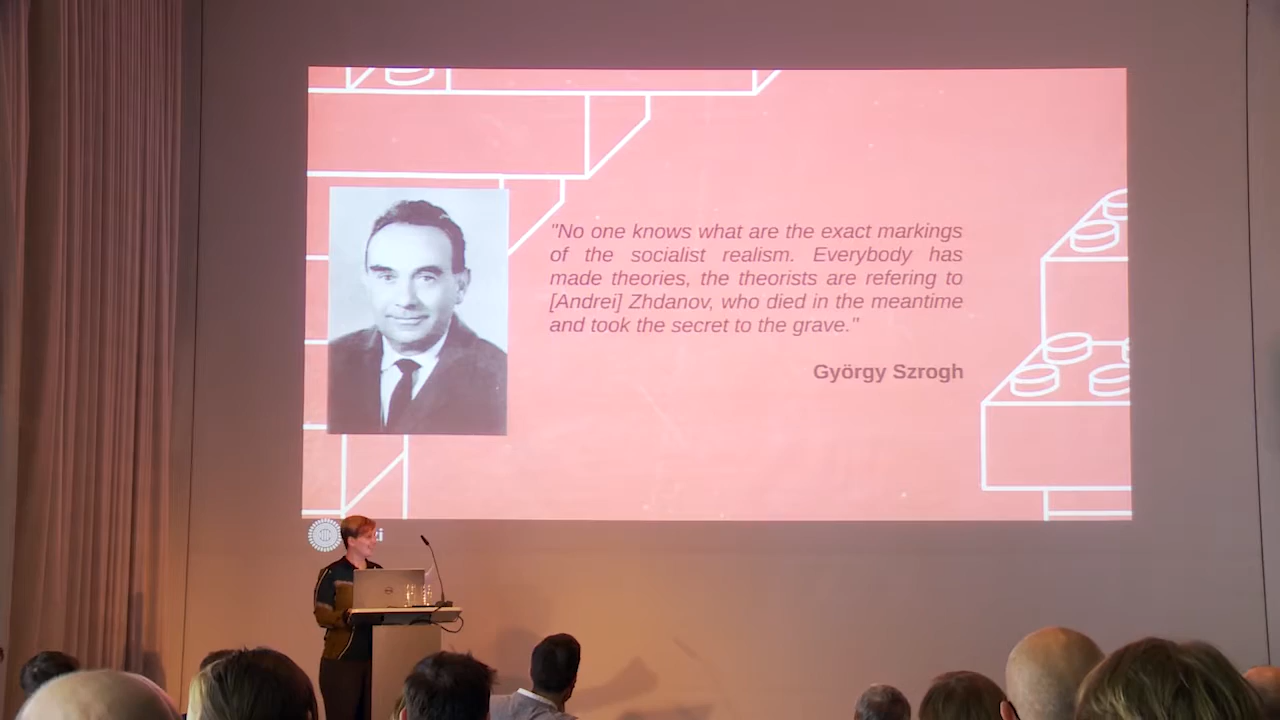 "No one knows what are the exact markings
of the socialist realism. Everybody has
made theories, the theorists are refering to
[Andrei] Zhdanov, who died in the meantime
and took the secret to the grave."
György Szrogh